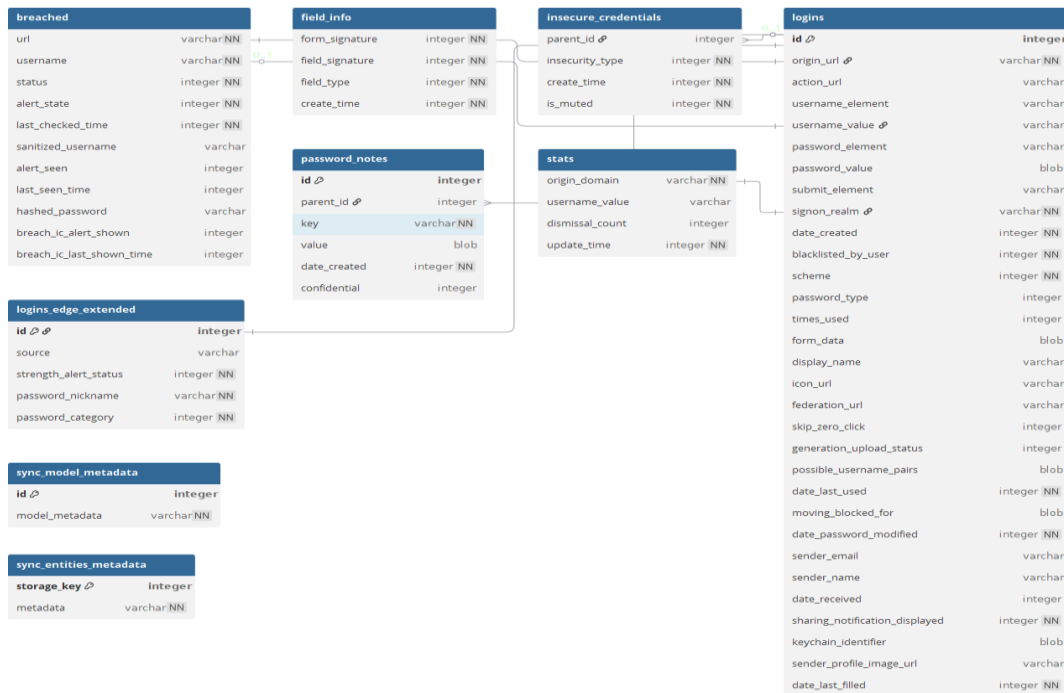 breached
url varchar NN
username varchar NN
status integer NN
alert_state integer NN
last_checked_time integer NN
sanitized_username varchar
alert_seen integer
last_seen_time integer
hashed_password varchar
breach_ic_alert_shown integer
breach_ic_last_shown_time integer
field_info
form_signature integer NN
field_signature integer NN
field_type integer NN
create_time integer NN
insecure_credentials
parent_id integer
insecurity_type integer NN
create_time integer NN
is_muted integer NN
password_notes
id integer
parent_id integer
key varchar NN
value blob
date_created integer NN
confidential integer
stats
origin_domain varchar NN
username_value varchar
dismissal_count integer
update_time integer NN
logins_edge_extended
id integer
source varchar
strength_alert_status integer NN
password_nickname varchar NN
password_category integer NN
sync_model_metadata
id integer
model_metadata varchar NN
sync_entities_metadata
storage_key integer
metadata varchar NN
logins
id integer
origin_url varchar NN
action_url varchar
username_element varchar
username_value varchar
password_element varchar
password_value blob
submit_element varchar
signon_realm varchar NN
date_created integer NN
blacklisted_by_user integer NN
scheme integer NN
password_type integer
times_used integer
form_data blob
display_name varchar
icon_url varchar
federation_url varchar
skip_zero_click integer
generation_upload_status integer
possible_username_pairs blob
date_last_used integer NN
moving_blocked_for blob
date_password_modified integer NN
sender_email varchar
sender_name varchar
date_received integer
sharing_notification_displayed integer NN
keychain_identifier blob
sender_profile_image_url varchar
date_last_filled integer NN